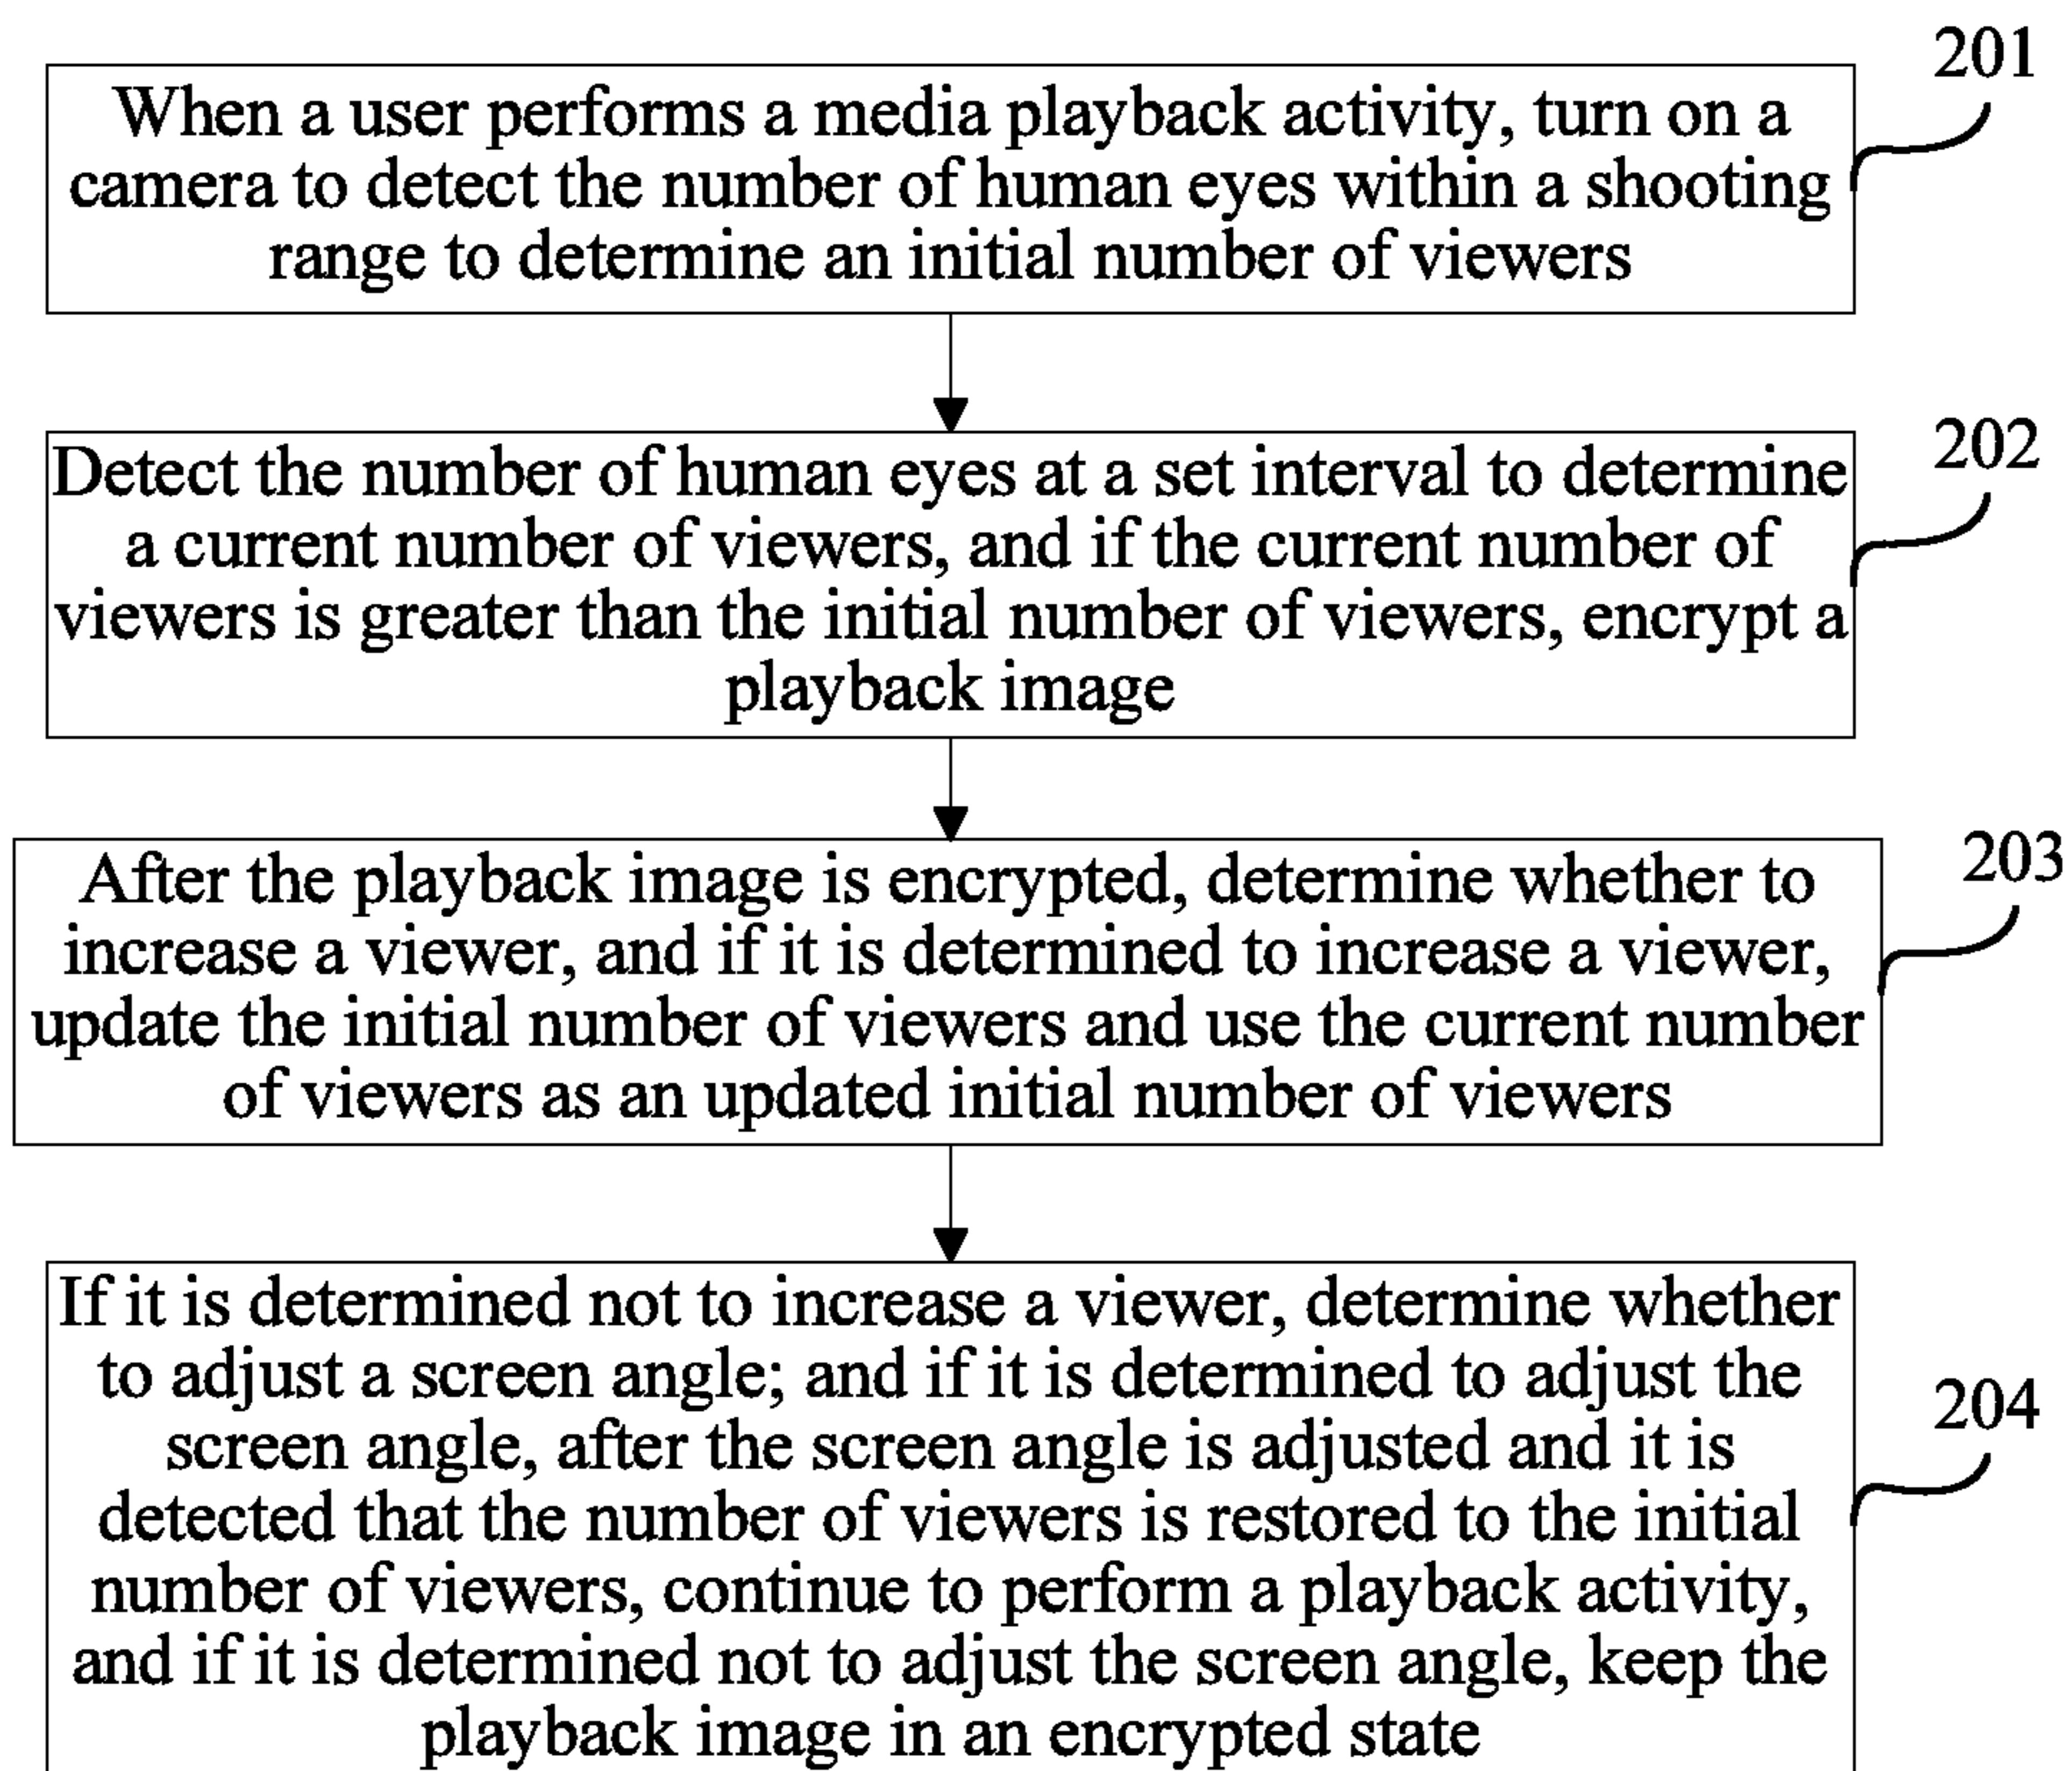 201
When a user performs a media playback activity, turn on a
camera to detect the number of human eyes within a shooting
range to determine an initial number of viewers
202
Detect the number of human eyes at a set interval to determine
a current number of viewers, and if the current number of
viewers is greater than the initial number of viewers, encrypt a
playback image
203
After the playback image is encrypted, determine whether to
increase a viewer, and if it is determined to increase a viewer,
update the initial number of viewers and use the current number
of viewers as an updated initial number of viewers
204
If it is determined not to increase a viewer, determine whether
to adjust a screen angle; and if it is determined to adjust the
screen angle, after the screen angle is adjusted and it is
detected that the number of viewers is restored to the initial
number of viewers, continue to perform a playback activity,
and if it is determined not to adjust the screen angle, keep the
playback image in an encrypted state